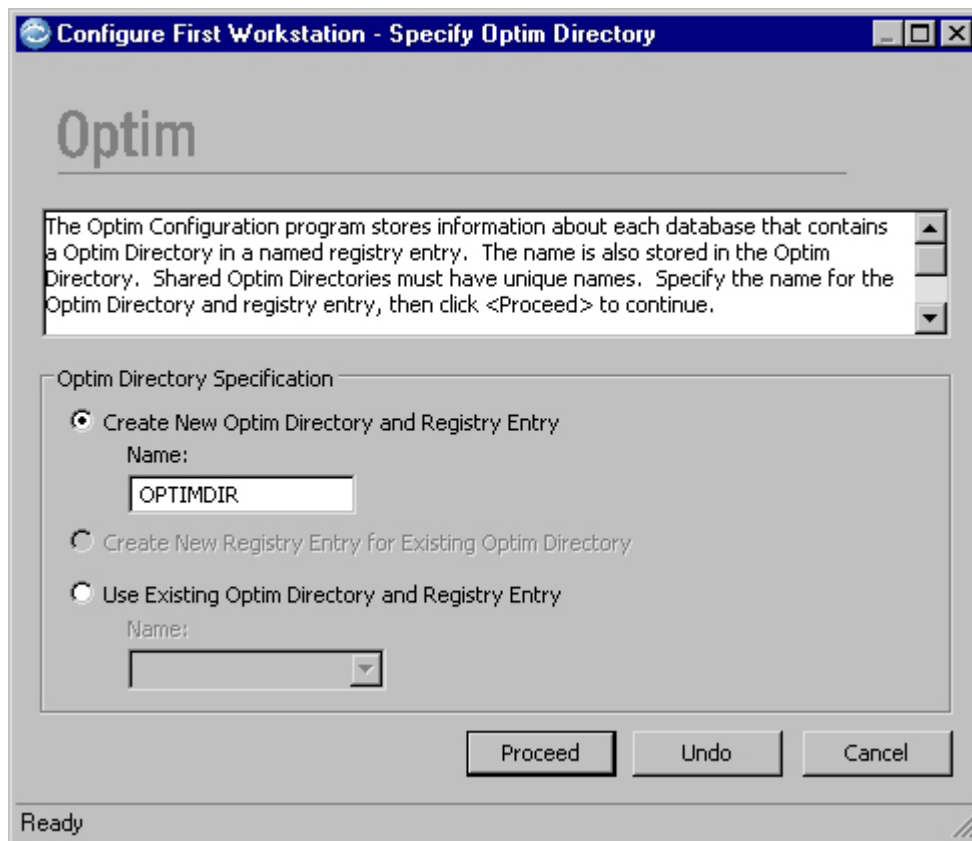 Configure First Workstation - Specify Optim Directory
Optim
The Optim Configuration program stores information about each database that contains
a Optim Directory in a named registry entry.  The name is also stored in the Optim
Directory.  Shared Optim Directories must have unique names.  Specify the name for the
Optim Directory and registry entry, then click <Proceed> to continue.
Optim Directory Specification
Create New Optim Directory and Registry Entry
Name:
OPTIMDIR
Create New Registry Entry for Existing Optim Directory
Use Existing Optim Directory and Registry Entry
Name:
Proceed Undo Cancel
Ready